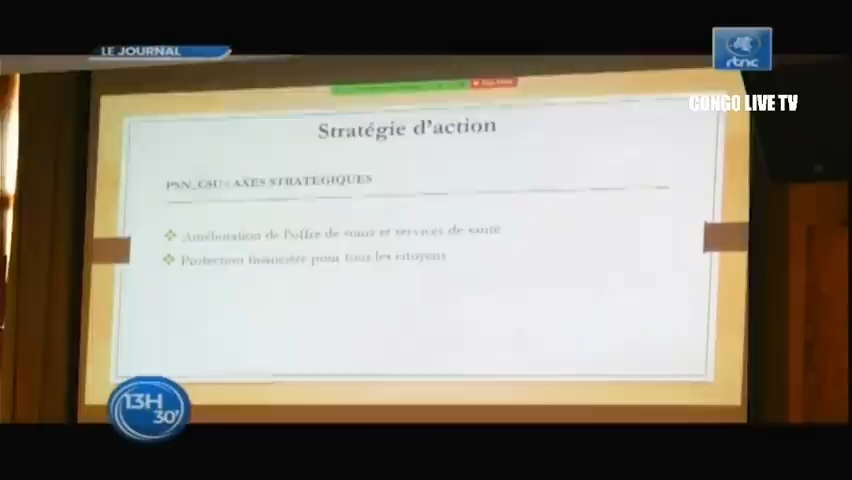 LE JOURNAL
rtnc
CONGO LIVE TV
Stratégie d'action
PSN_CSU : AXES STRATEGIQUES
Amélioration de l'offre de soins et services de santé
Protection financière pour tous les citoyens
13H
30'